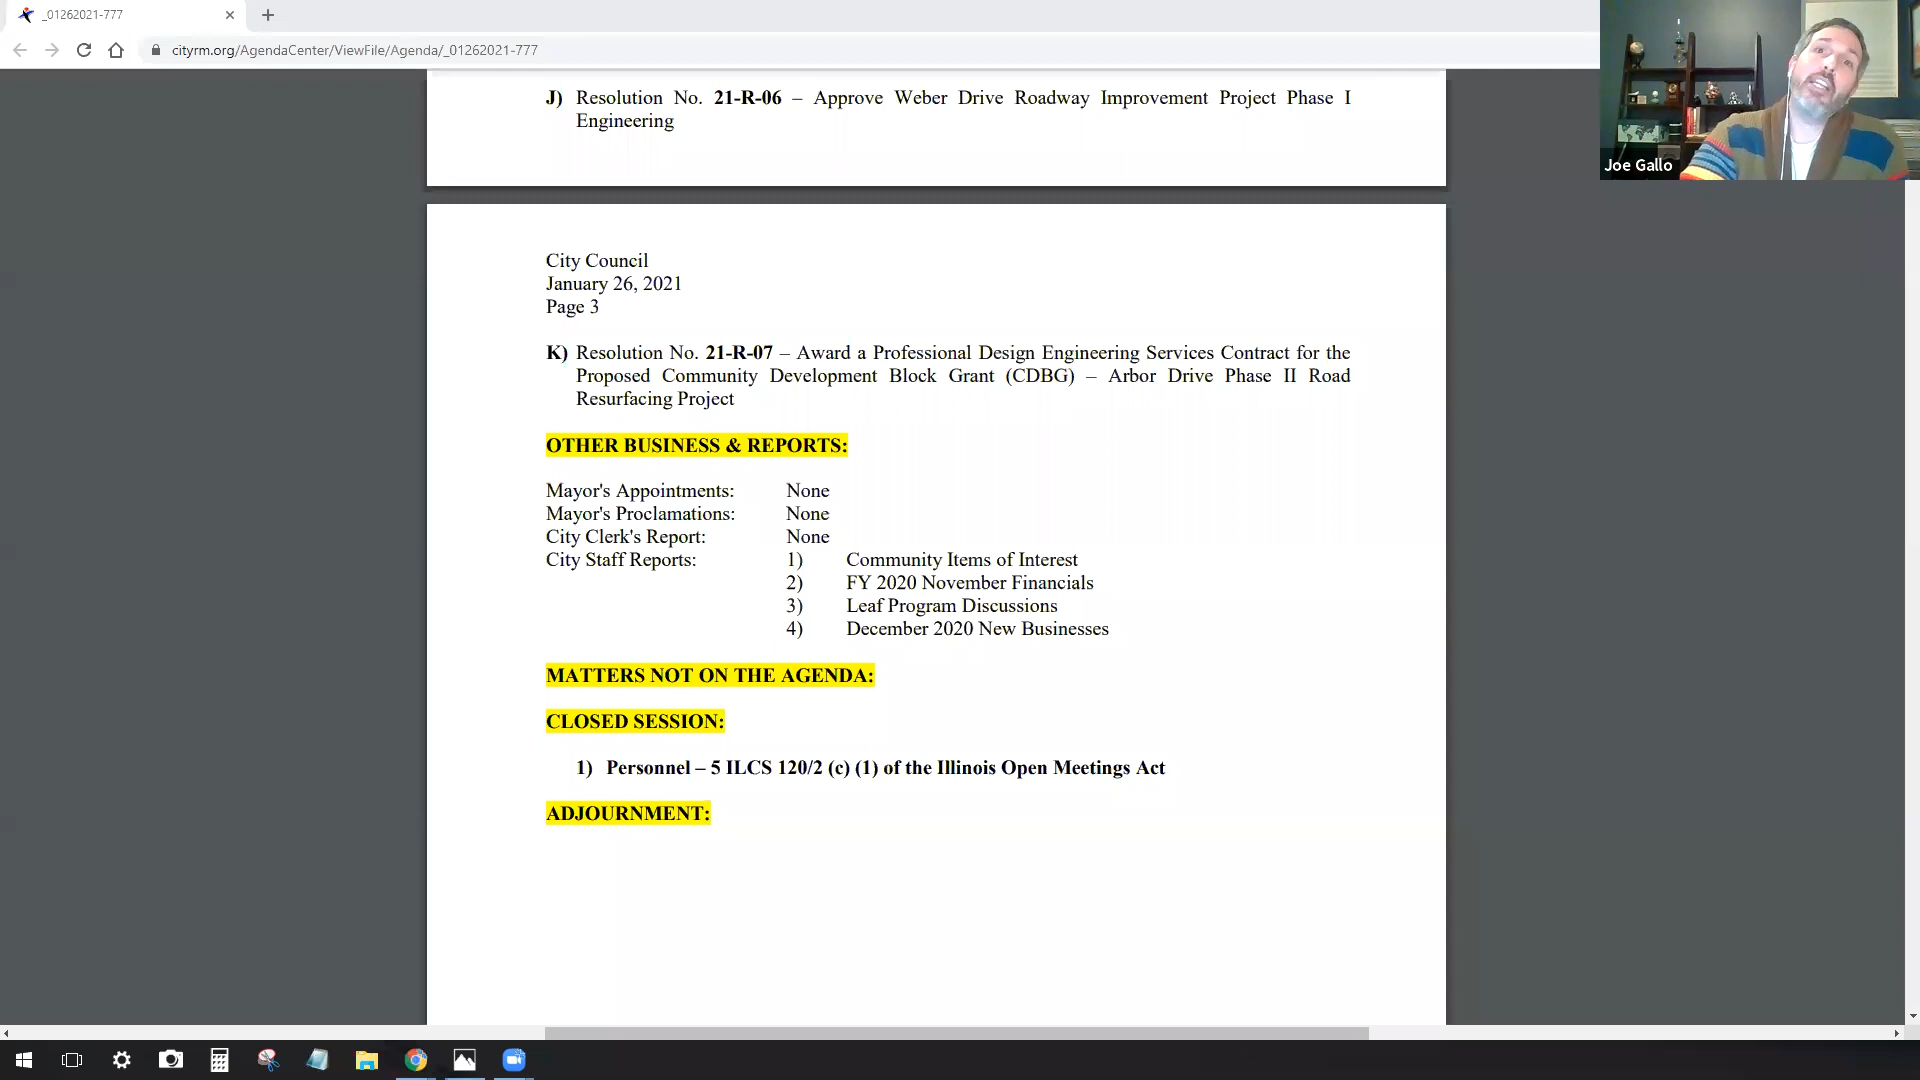 _01262021-777
cityrm.org/AgendaCenter/ViewFile/Agenda/_01262021-777
Joe Gallo
J) Resolution No. 21-R-06 – Approve Weber Drive Roadway Improvement Project Phase I
Engineering
City Council
January 26, 2021
Page 3
K) Resolution No. 21-R-07 – Award a Professional Design Engineering Services Contract for the
Proposed Community Development Block Grant (CDBG) – Arbor Drive Phase II Road
Resurfacing Project
OTHER BUSINESS & REPORTS:
Mayor's Appointments: None
Mayor's Proclamations: None
City Clerk's Report: None
City Staff Reports: 1) Community Items of Interest
2) FY 2020 November Financials
3) Leaf Program Discussions
4) December 2020 New Businesses
MATTERS NOT ON THE AGENDA:
CLOSED SESSION:
1) Personnel – 5 ILCS 120/2 (c) (1) of the Illinois Open Meetings Act
ADJOURNMENT: